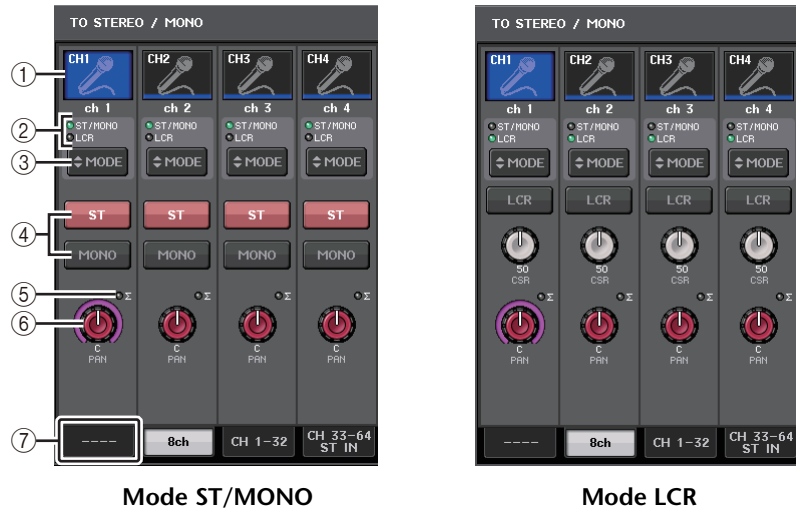 TO STEREO / MONO
CH1 CH2 CH3 CH4
① ch 1 ch 2 ch 3 ch 4
② ST/MONO ST/MONO ST/MONO ST/MONO
LCR LCR LCR LCR
③ MODE MODE MODE MODE
④ ST ST ST ST
MONO MONO MONO MONO
⑤ Σ Σ Σ Σ
⑥ C C C C
PAN PAN PAN PAN
⑦ ---- 8ch CH 1-32 CH 33-64
ST IN
Mode ST/MONO
TO STEREO / MONO
CH1 CH2 CH3 CH4
ch 1 ch 2 ch 3 ch 4
ST/MONO ST/MONO ST/MONO ST/MONO
LCR LCR LCR LCR
MODE MODE MODE MODE
LCR LCR LCR LCR
50 50 50 50
CSR CSR CSR CSR
Σ Σ Σ Σ
C C C C
PAN PAN PAN PAN
---- 8ch CH 1-32 CH 33-64
ST IN
Mode LCR